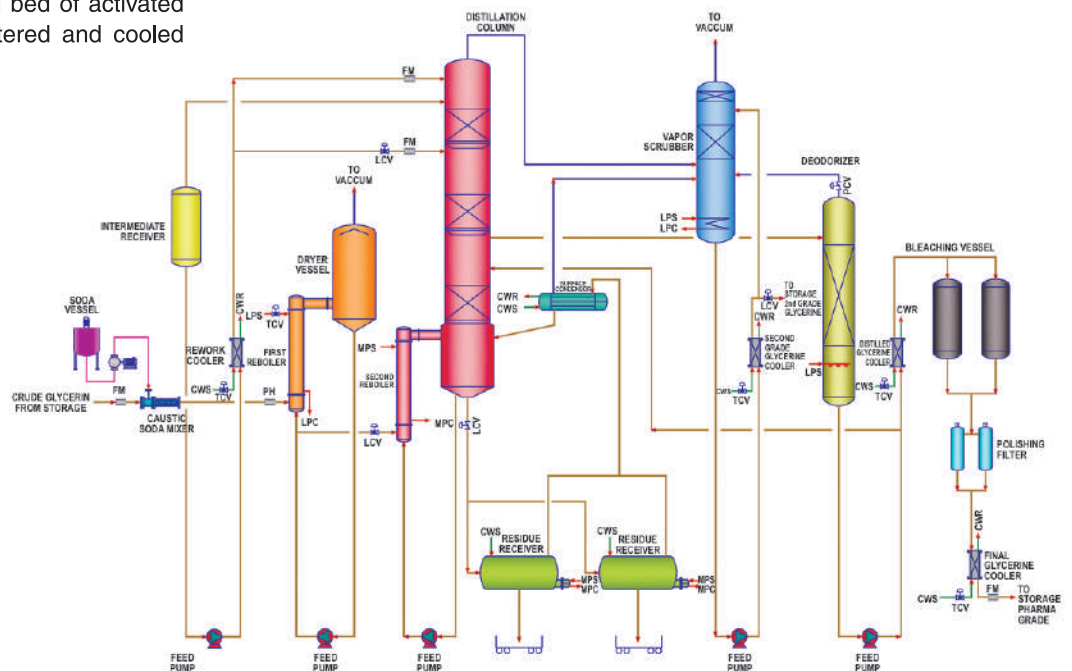 bed of activated
tered and cooled
DISTILLATION
COLUMN
TO
VACCUM
FM
VAPOR
SCRUBBER
DEODORIZER
PCV
LCV
FM
TO
VACCUM
INTERMEDIATE
RECEIVER
DRYER
VESSEL
LPS
LPC
BLEACHING VESSEL
SURFACE
CONDENSOR
CWR
CWS
TO
STORAGE
2nd GRADE
GLYCERINE
LCV
CWR
SODA
VESSEL
CWR
LPS
TCV
REWORK
COOLER
FIRST
REBOILER
MPS
SECOND
REBOILER
SECOND
GRADE
GLYCERINE
COOLER
CWR
DISTILLED
GLYCERINE
COOLER
LPS
CWS
TCV
CWS
TCV
CWS
TCV
FM
CRUDE GLYCERIN
FROM STORAGE
CAUSTIC
SODA MIXER
PH
LPC
LCV
MPC
LCV
POLISHING
FILTER
CWS
RESIDUE
RECEIVER
CWS
RESIDUE
RECEIVER
MPS
MPC
MPS
MPC
CWR
FINAL
GLYCERINE
COOLER
CWS
TCV
FM
TO
STORAGE
PHARMA
GRADE
FEED
PUMP
FEED
PUMP
FEED
PUMP
FEED
PUMP
FEED
PUMP